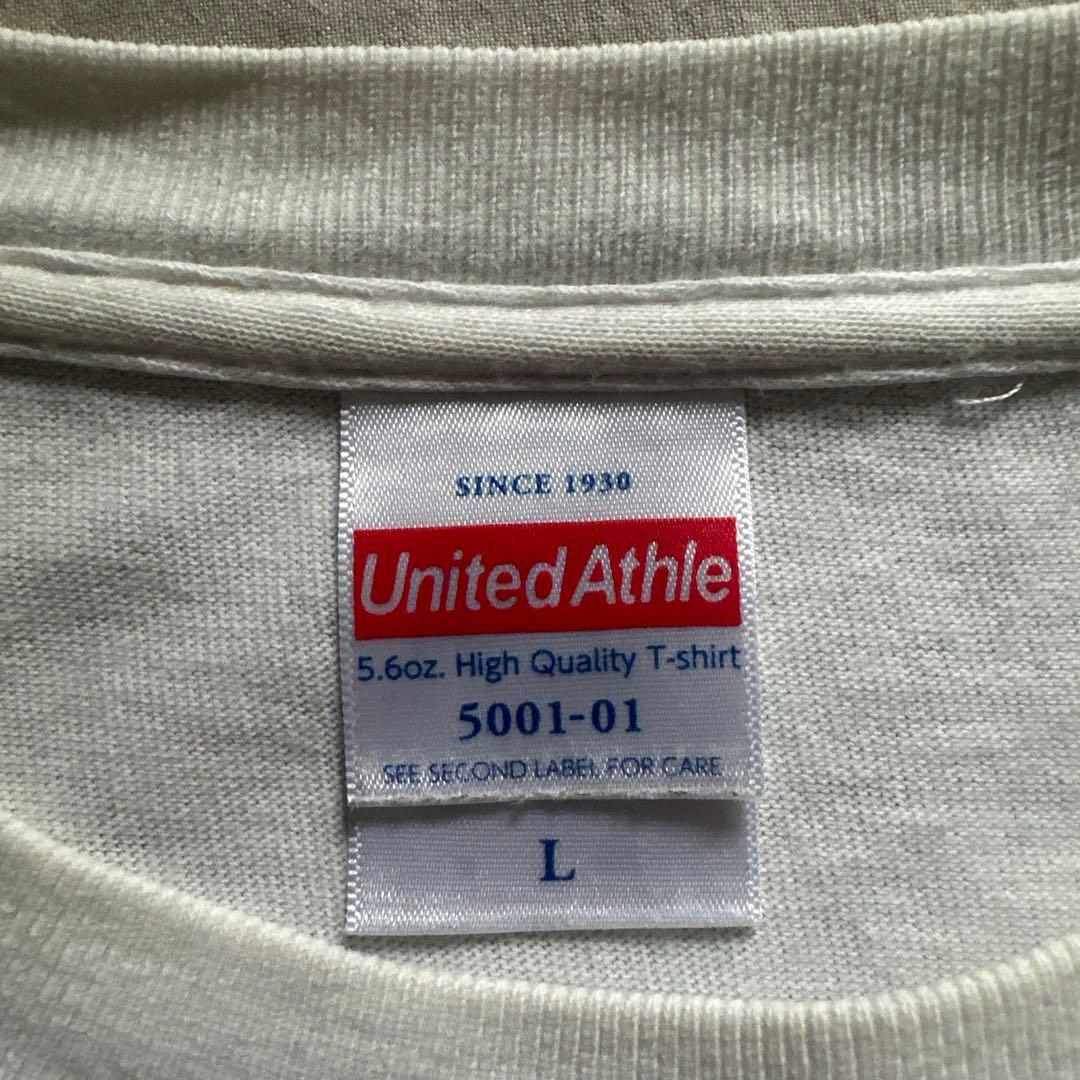 SINCE 1930
United Athle
5.6oz. High Quality T-shirt
5001-01
SEE SECOND LABEL FOR CARE
L